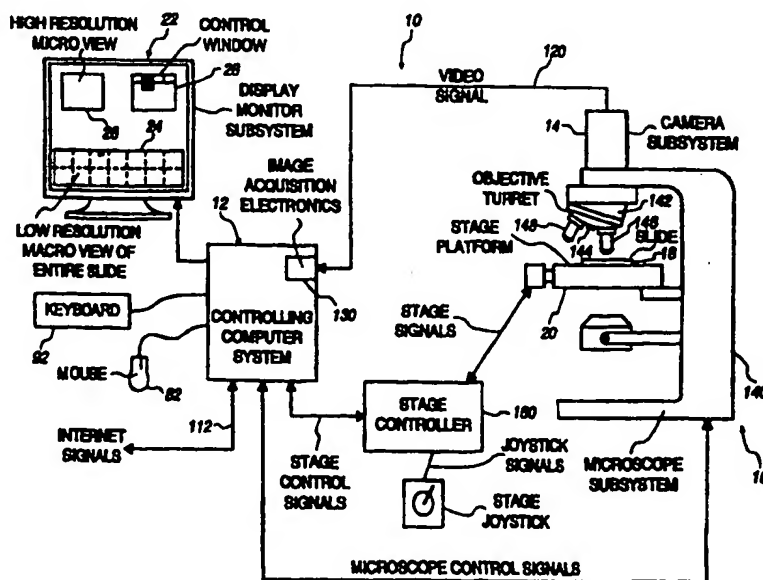 HIGH RESOLUTION
MICRO VIEW
22
CONTROL
WINDOW
26
DISPLAY
MONITOR
SUBSYSTEM
24
LOW RESOLUTION
MACRO VIEW OF
ENTIRE SLIDE
10
120
VIDEO
SIGNAL
14
CAMERA
SUBSYSTEM
IMAGE
ACQUISITION
ELECTRONICS
12
130
OBJECTIVE
TURRET
142
148
144
146
STAGE
PLATFORM
SLIDE
18
20
KEYBOARD
92
CONTROLLING
COMPUTER
SYSTEM
MOUSE
82
STAGE
SIGNALS
112
INTERNET
SIGNALS
STAGE
CONTROL
SIGNALS
STAGE
CONTROLLER
160
JOYSTICK
SIGNALS
STAGE
JOYSTICK
MICROSCOPE
SUBSYSTEM
140
MICROSCOPE CONTROL SIGNALS